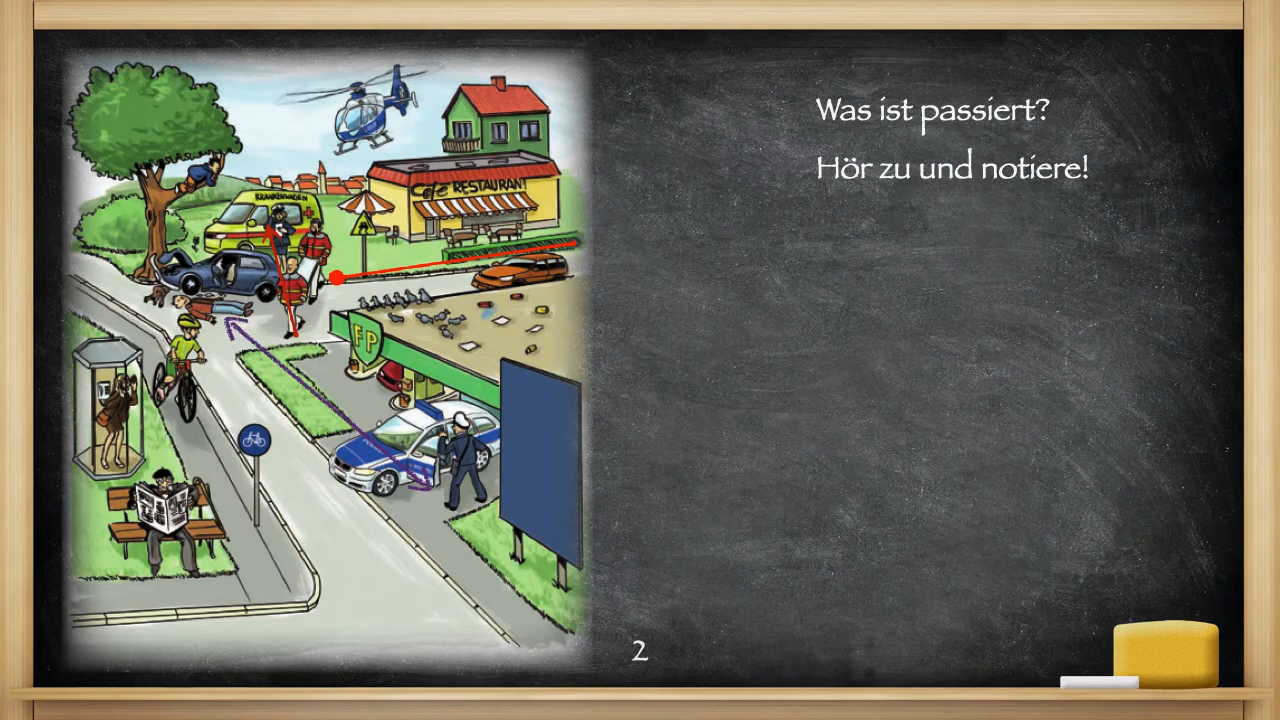 Was ist passiert?
Hör zu und notiere!
KRANKENWAGEN
Café RESTAURANT
FP
2